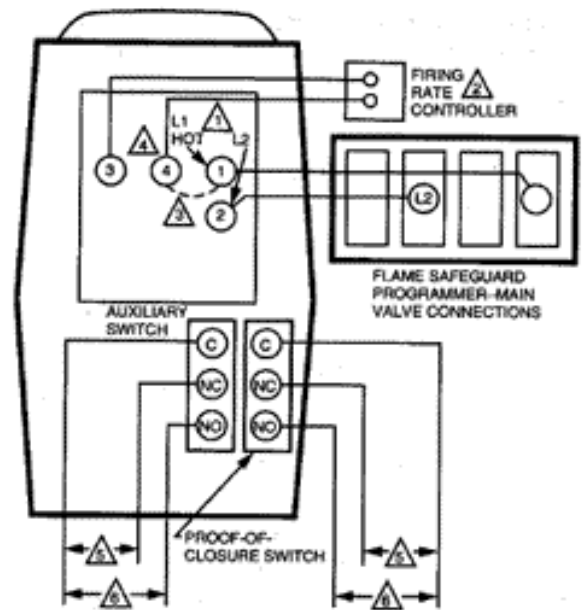 FIRING
RATE 2
CONTROLLER
1
L1
HOT
L2
4
3
4
1
3
2
L2
FLAME SAFEGUARD
PROGRAMMER–MAIN
VALVE CONNECTIONS
AUXILIARY
SWITCH
C
C
NC
NC
NO
NO
PROOF-OF-
CLOSURE SWITCH
5
5
6
6